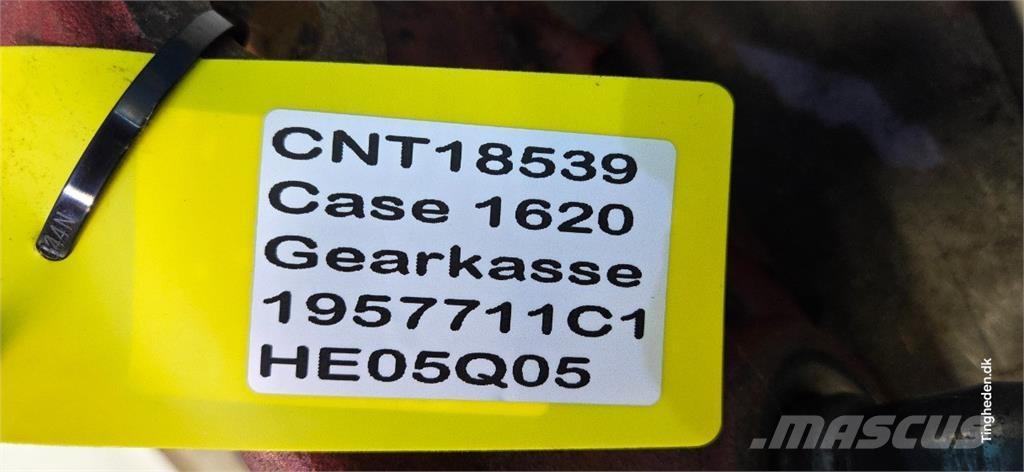 CNT18539
Case 1620
Gearkasse
1957711C1
HE05Q05
Tingheden.dk
MASCUS